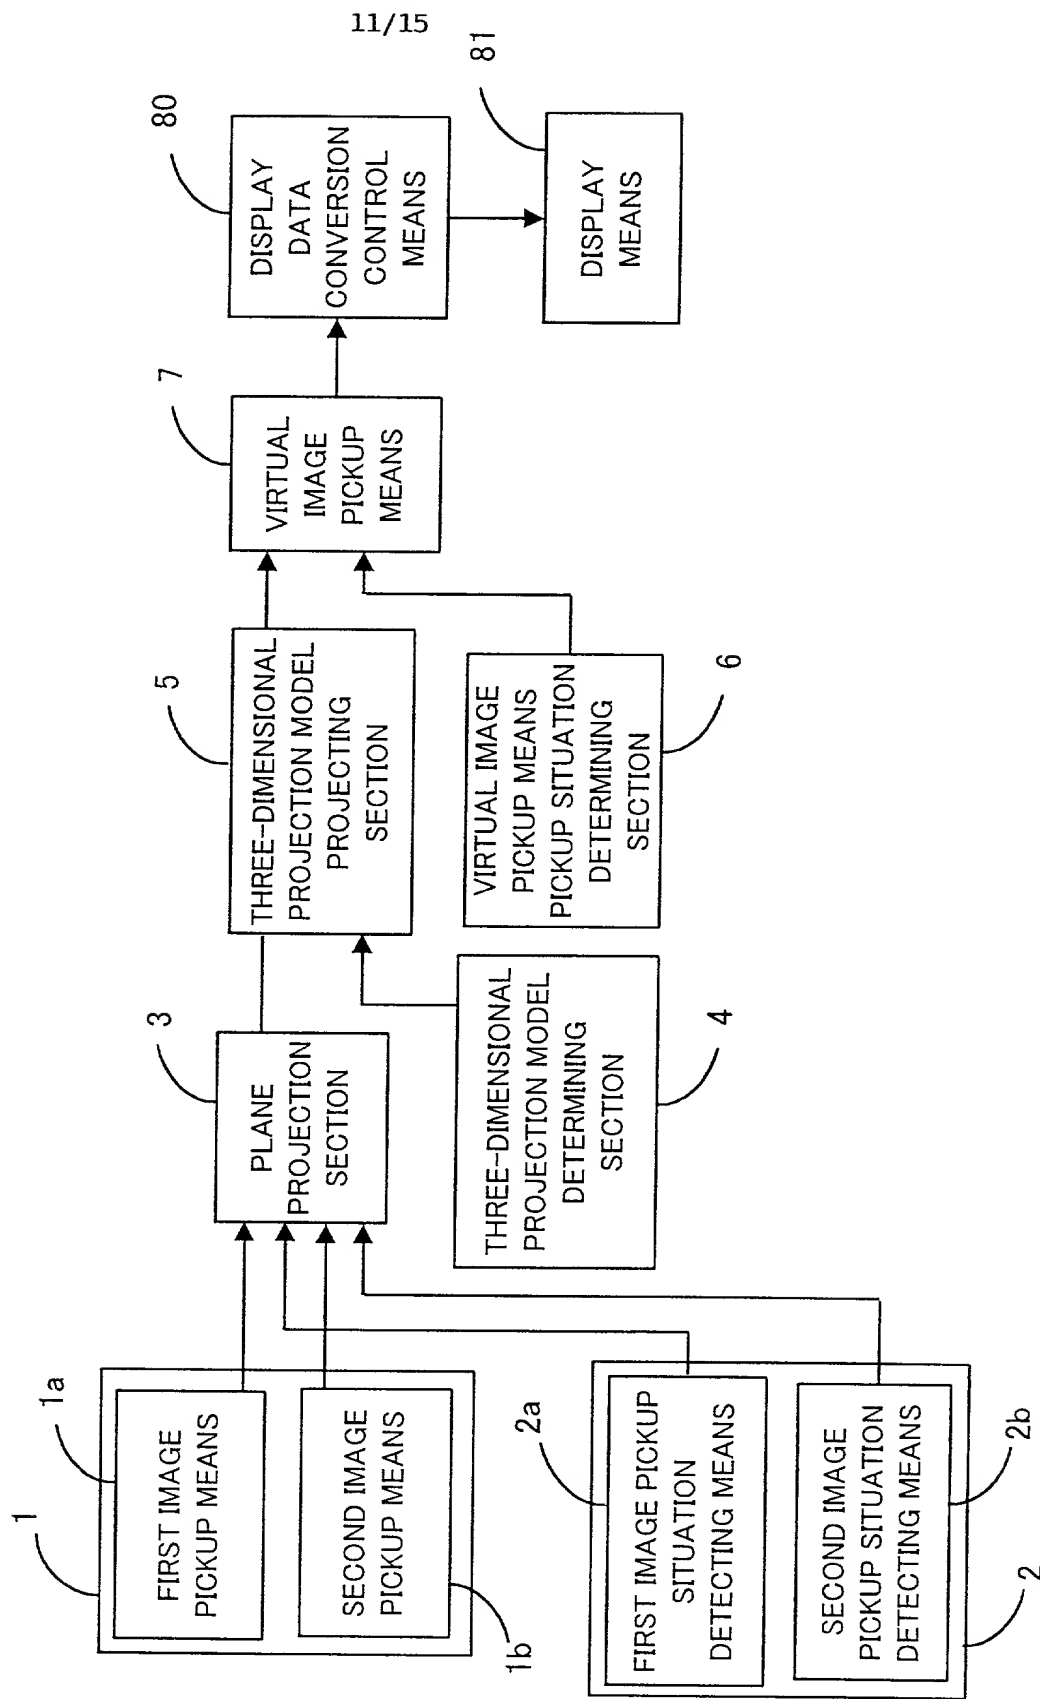 11/15
1
1a
FIRST IMAGE
PICKUP MEANS
SECOND IMAGE
PICKUP MEANS
1b
2a
FIRST IMAGE PICKUP
SITUATION
DETECTING MEANS
SECOND IMAGE
PICKUP SITUATION
DETECTING MEANS
2b
2
3
PLANE
PROJECTION
SECTION
THREE-DIMENSIONAL
PROJECTION MODEL
DETERMINING
SECTION
4
5
THREE-DIMENSIONAL
PROJECTION MODEL
PROJECTING
SECTION
VIRTUAL IMAGE
PICKUP MEANS
PICKUP SITUATION
DETERMINING
SECTION
6
7
VIRTUAL
IMAGE
PICKUP
MEANS
80
DISPLAY
DATA
CONVERSION
CONTROL
MEANS
81
DISPLAY
MEANS